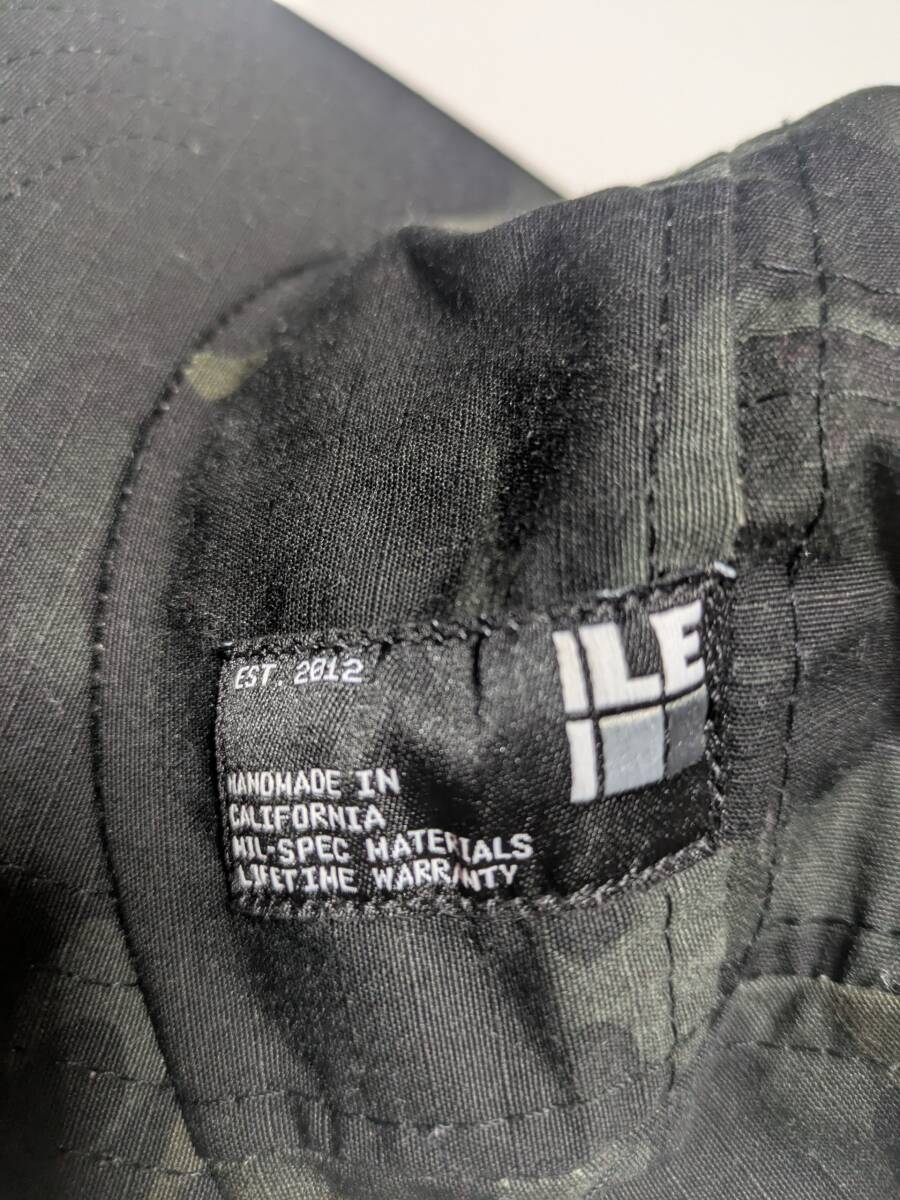 EST. 2012
ILE
HANDMADE IN
CALIFORNIA
MIL-SPEC MATERIALS
LIFETIME WARRANTY